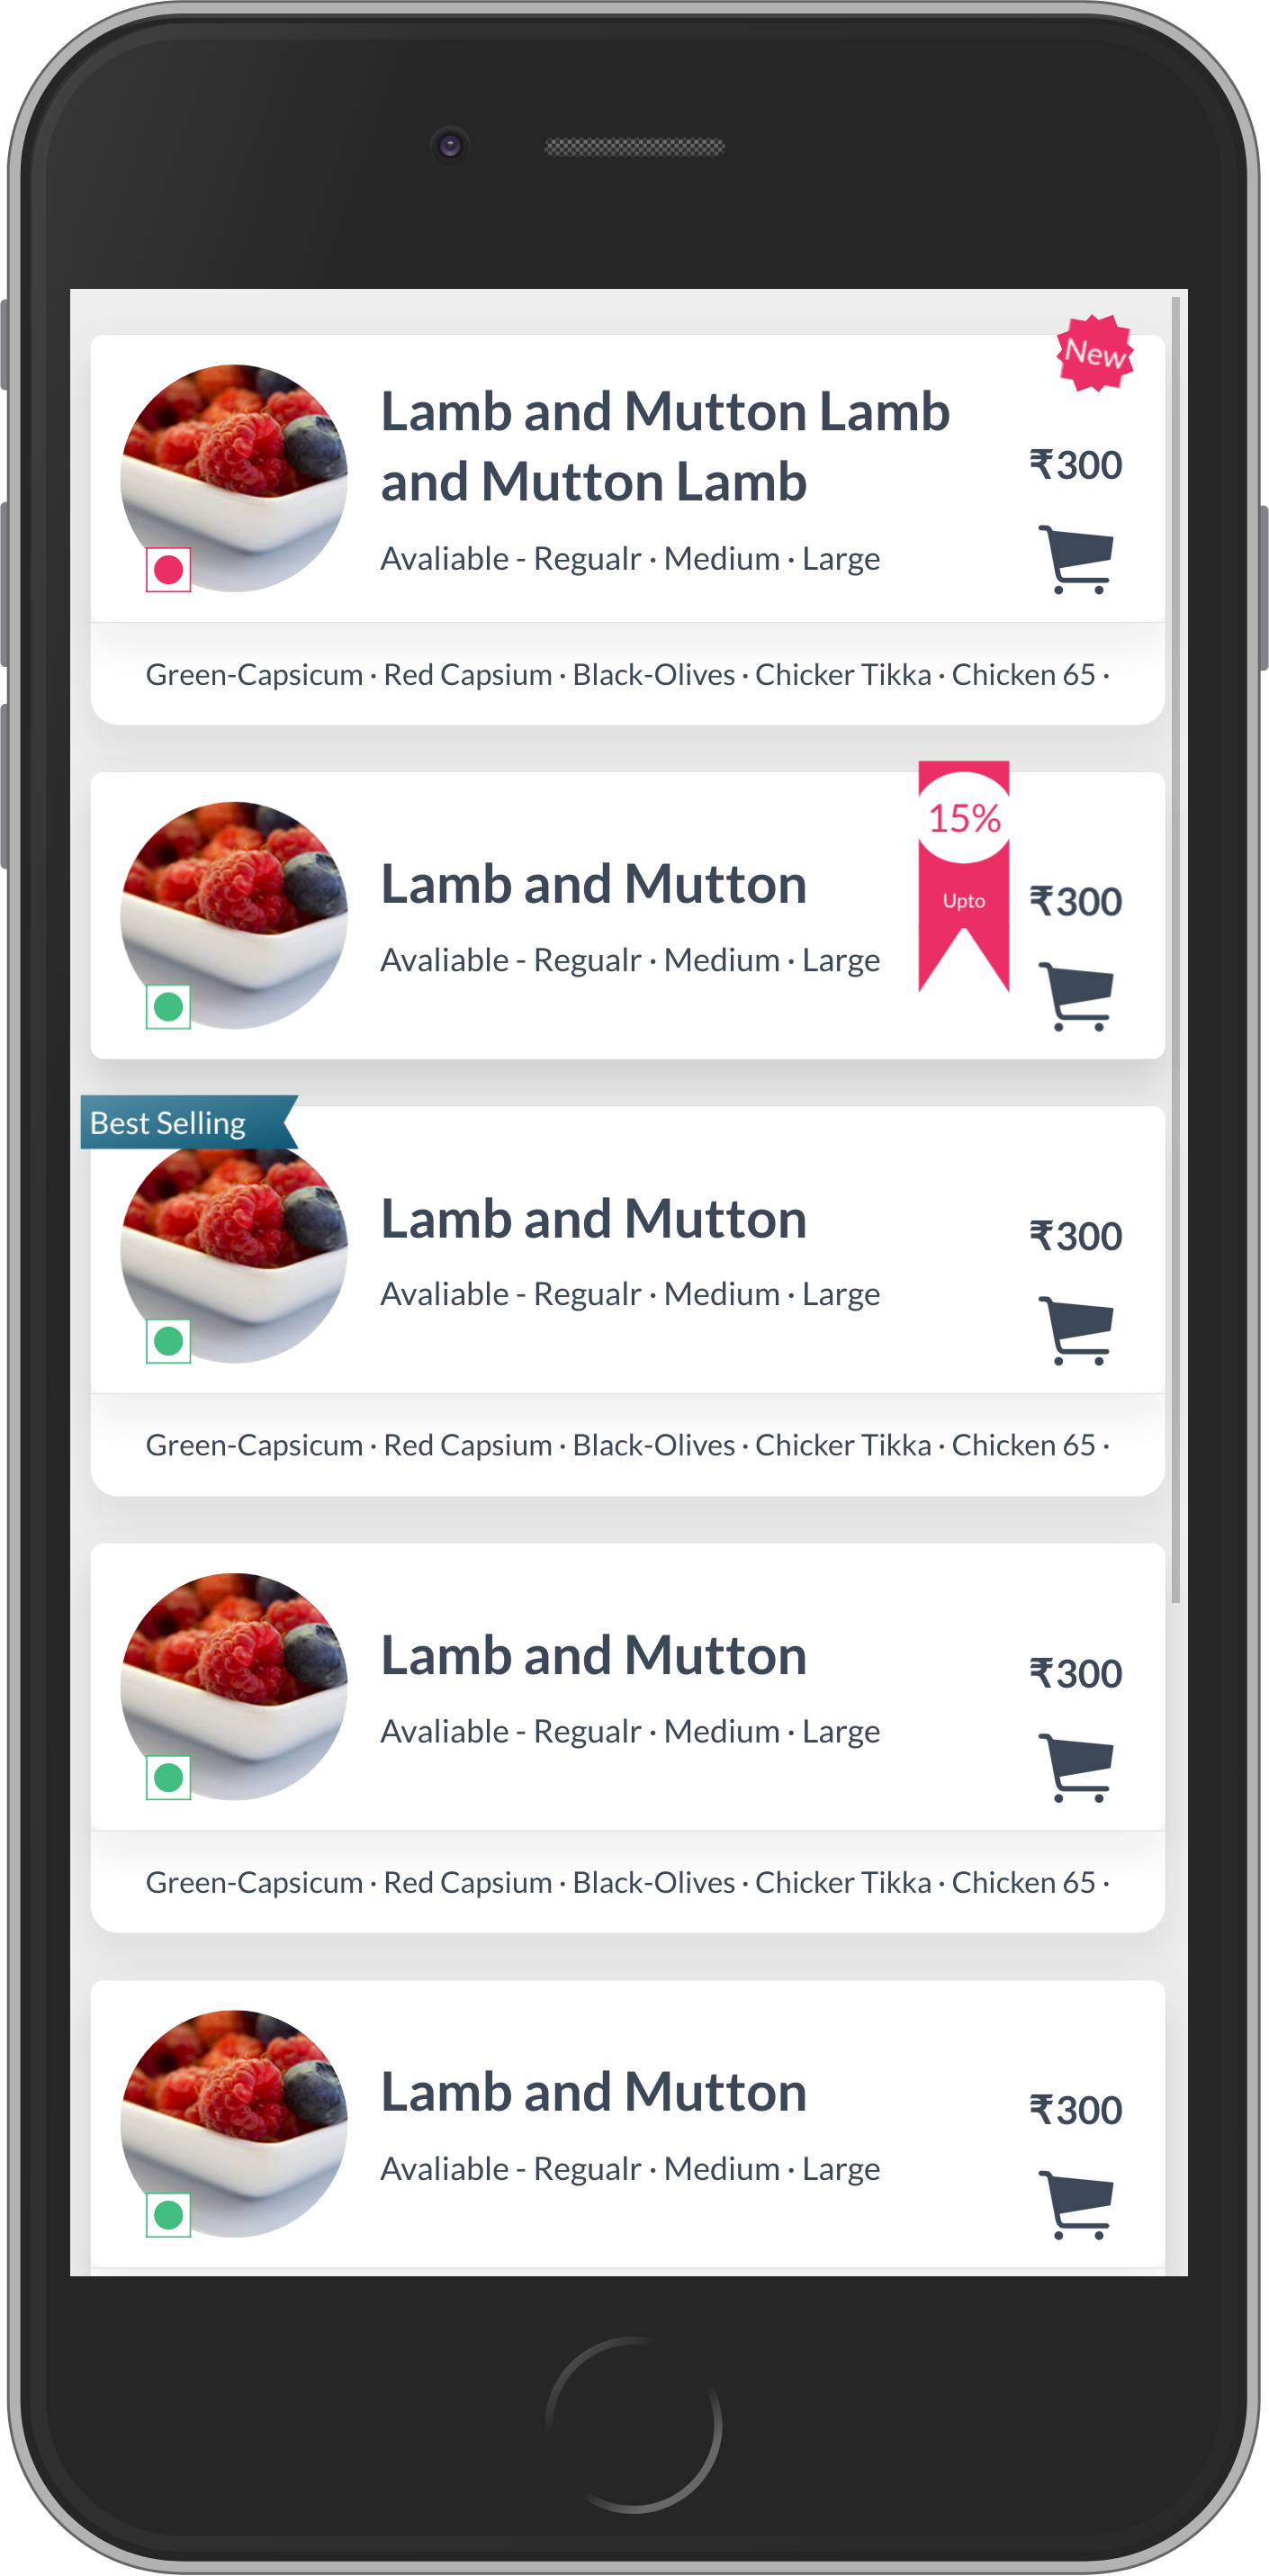 New
Lamb and Mutton Lamb
and Mutton Lamb
₹300
Avaliable - Regualr · Medium · Large
Green-Capsicum · Red Capsium · Black-Olives · Chicker Tikka · Chicken 65 ·
15%
Upto
Lamb and Mutton
₹300
Avaliable - Regualr · Medium · Large
Best Selling
Lamb and Mutton
₹300
Avaliable - Regualr · Medium · Large
Green-Capsicum · Red Capsium · Black-Olives · Chicker Tikka · Chicken 65 ·
Lamb and Mutton
₹300
Avaliable - Regualr · Medium · Large
Green-Capsicum · Red Capsium · Black-Olives · Chicker Tikka · Chicken 65 ·
Lamb and Mutton
₹300
Avaliable - Regualr · Medium · Large